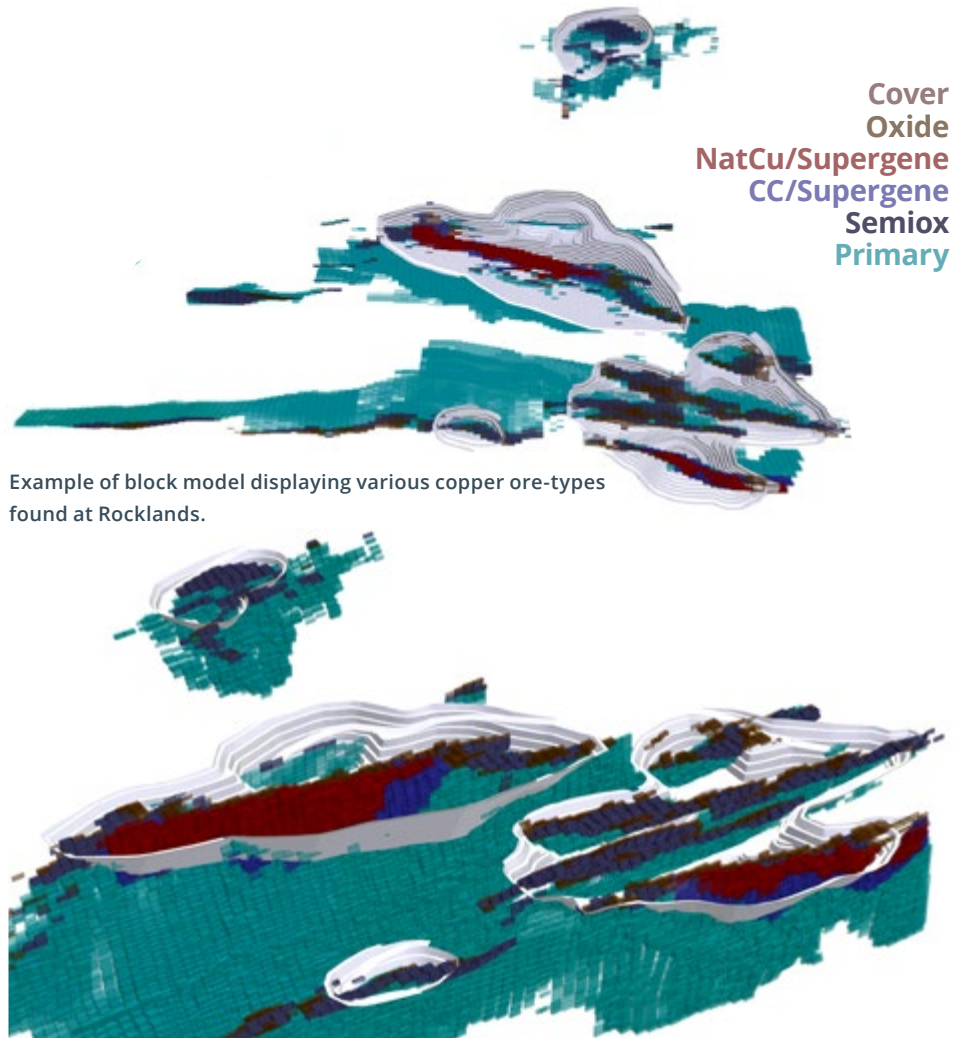 Cover
Oxide
NatCu/Supergene
CC/Supergene
Semiox
Primary
Example of block model displaying various copper ore-types
found at Rocklands.